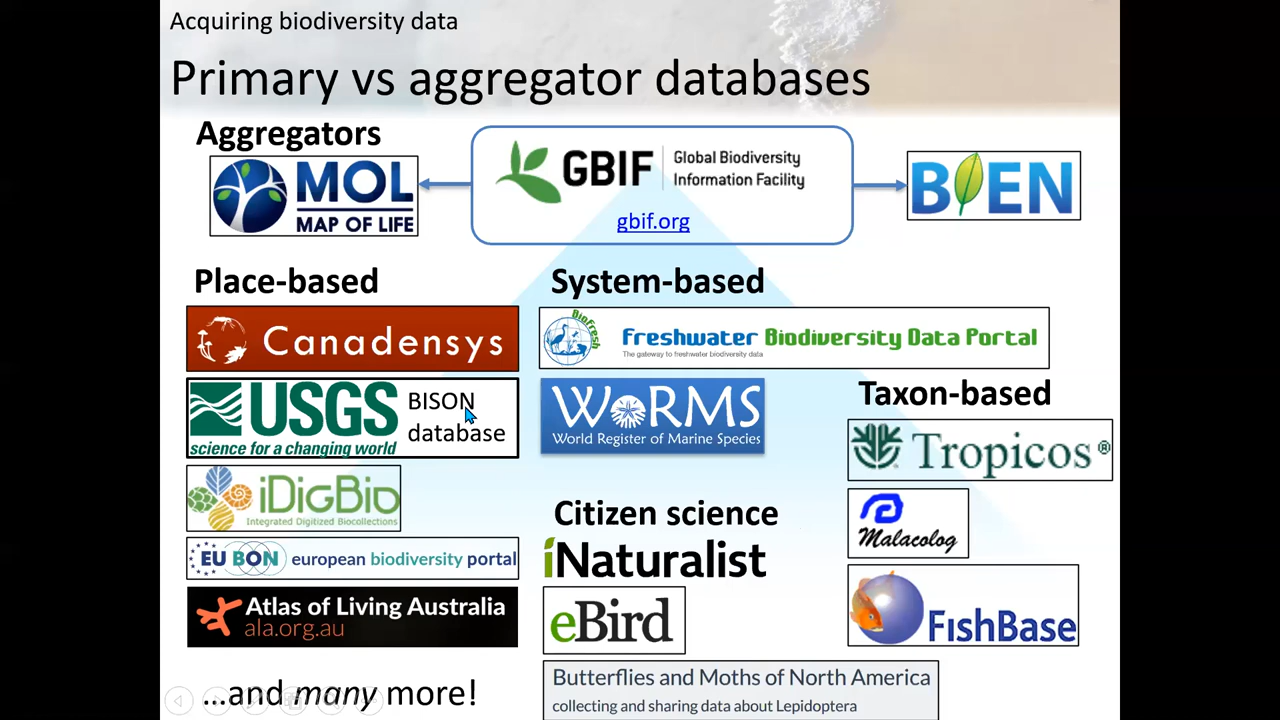 Acquiring biodiversity data
Primary vs aggregator databases
Aggregators
MOL
MAP OF LIFE
GBIF
Global Biodiversity
Information Facility
gbif.org
BIEN
Place-based
Canadensys
USGS
science for a changing world
BISON
database
iDigBio
Integrated Digitized Biocollections
EU BON european biodiversity portal
Atlas of Living Australia
ala.org.au
...and many more!
System-based
BioFresh
Freshwater Biodiversity Data Portal
The gateway to freshwater biodiversity data
WoRMS
World Register of Marine Species
Citizen science
iNaturalist
eBird
Butterflies and Moths of North America
collecting and sharing data about Lepidoptera
Taxon-based
Tropicos®
Malacolog
FishBase